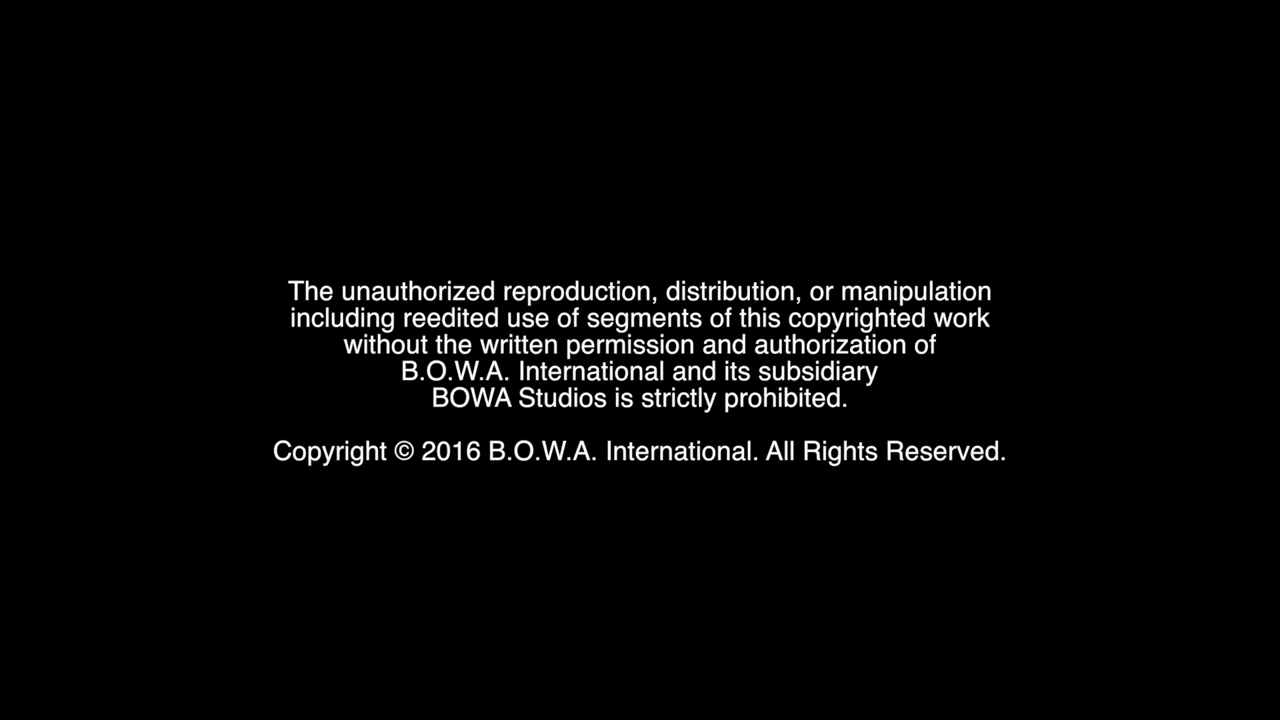 The unauthorized reproduction, distribution, or manipulation
including reedited use of segments of this copyrighted work
without the written permission and authorization of
B.O.W.A. International and its subsidiary
BOWA Studios is strictly prohibited.
Copyright © 2016 B.O.W.A. International. All Rights Reserved.